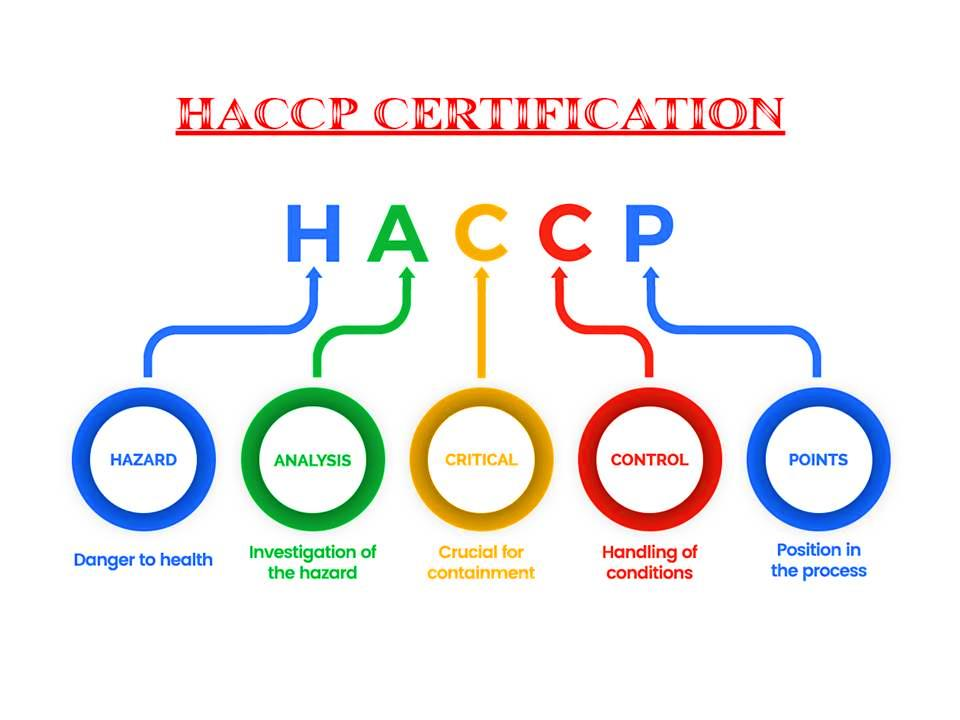 HACCP CERTIFICATION
H A C C P
HAZARD
ANALYSIS
CRITICAL
CONTROL
POINTS
Danger to health
Investigation of
the hazard
Crucial for
containment
Handling of
conditions
Position in
the process